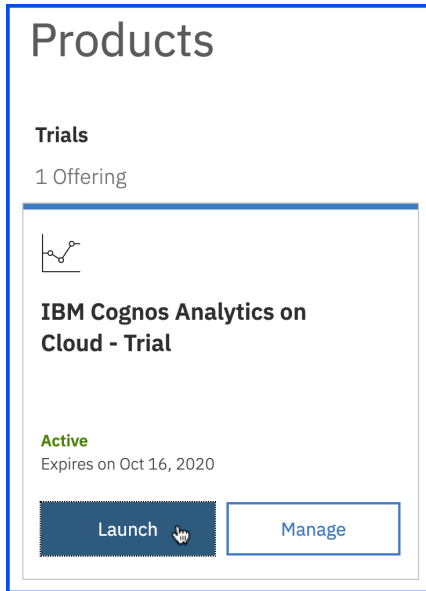 Products
Trials
1 Offering
IBM Cognos Analytics on
Cloud - Trial
Active
Expires on Oct 16, 2020
Launch
Manage